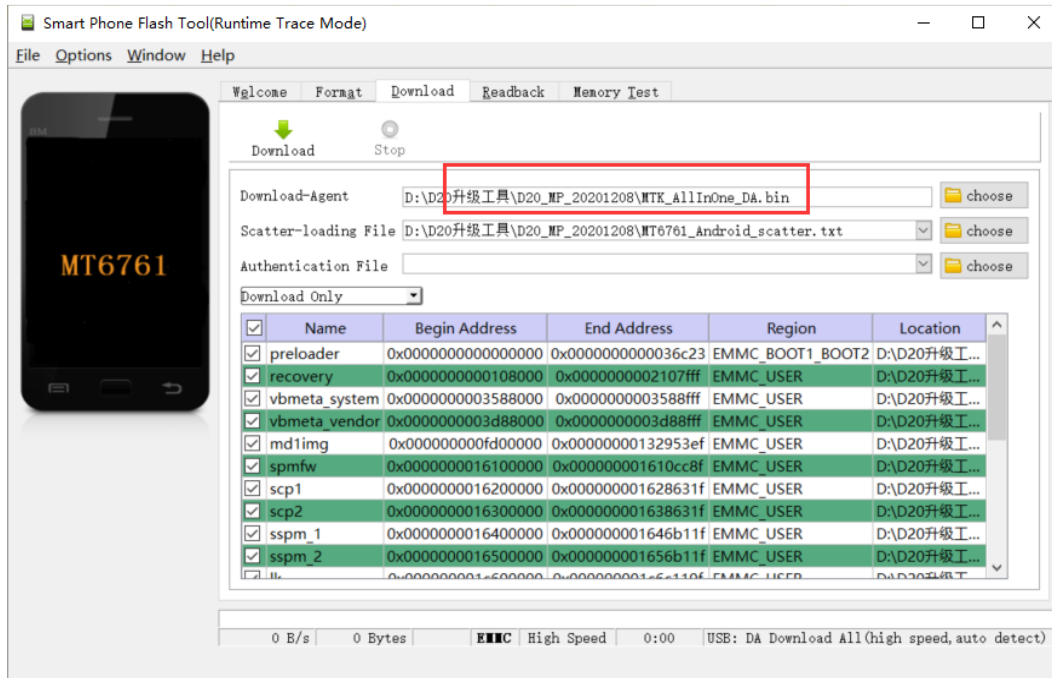 Smart Phone Flash Tool(Runtime Trace Mode)
File Options Window Help
Welcome Format Download Readback Memory Test
BM
Download Stop
Download-Agent D:\D20升级工具\D20_MP_20201208\MTK_AllInOne_DA.bin choose
Scatter-loading File D:\D20升级工具\D20_MP_20201208\MT6761_Android_scatter.txt choose
MT6761
Authentication File choose
Download Only
Name Begin Address End Address Region Location
preloader 0x0000000000000000 0x0000000000036c23 EMMC_BOOT1_BOOT2 D:\D20升级工...
recovery 0x0000000000108000 0x0000000002107fff EMMC_USER D:\D20升级工...
vbmeta_system 0x0000000003588000 0x0000000003588fff EMMC_USER D:\D20升级工...
vbmeta_vendor 0x0000000003d88000 0x0000000003d88fff EMMC_USER D:\D20升级工...
md1img 0x000000000fd00000 0x00000000132953ef EMMC_USER D:\D20升级工...
spmfw 0x0000000016100000 0x000000001610cc8f EMMC_USER D:\D20升级工...
scp1 0x0000000016200000 0x000000001628631f EMMC_USER D:\D20升级工...
scp2 0x0000000016300000 0x000000001638631f EMMC_USER D:\D20升级工...
sspm_1 0x0000000016400000 0x000000001646b11f EMMC_USER D:\D20升级工...
sspm_2 0x0000000016500000 0x000000001656b11f EMMC_USER D:\D20升级工...
0 B/s 0 Bytes EMMC High Speed 0:00 USB: DA Download All(high speed,auto detect)